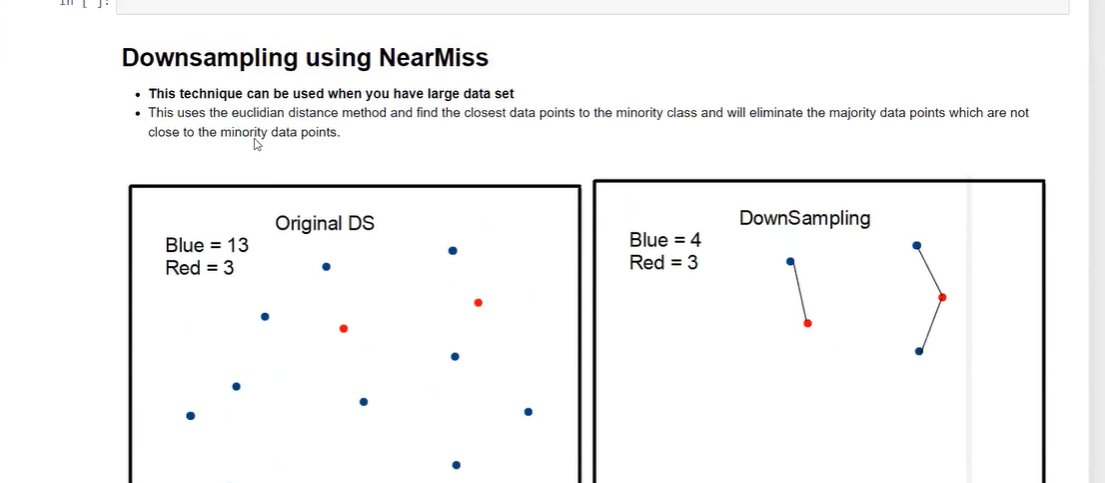 In [ ]:
Downsampling using NearMiss
This technique can be used when you have large data set
This uses the euclidian distance method and find the closest data points to the minority class and will eliminate the majority data points which are not
close to the minority data points.
Original DS
Blue = 13
Red = 3
DownSampling
Blue = 4
Red = 3